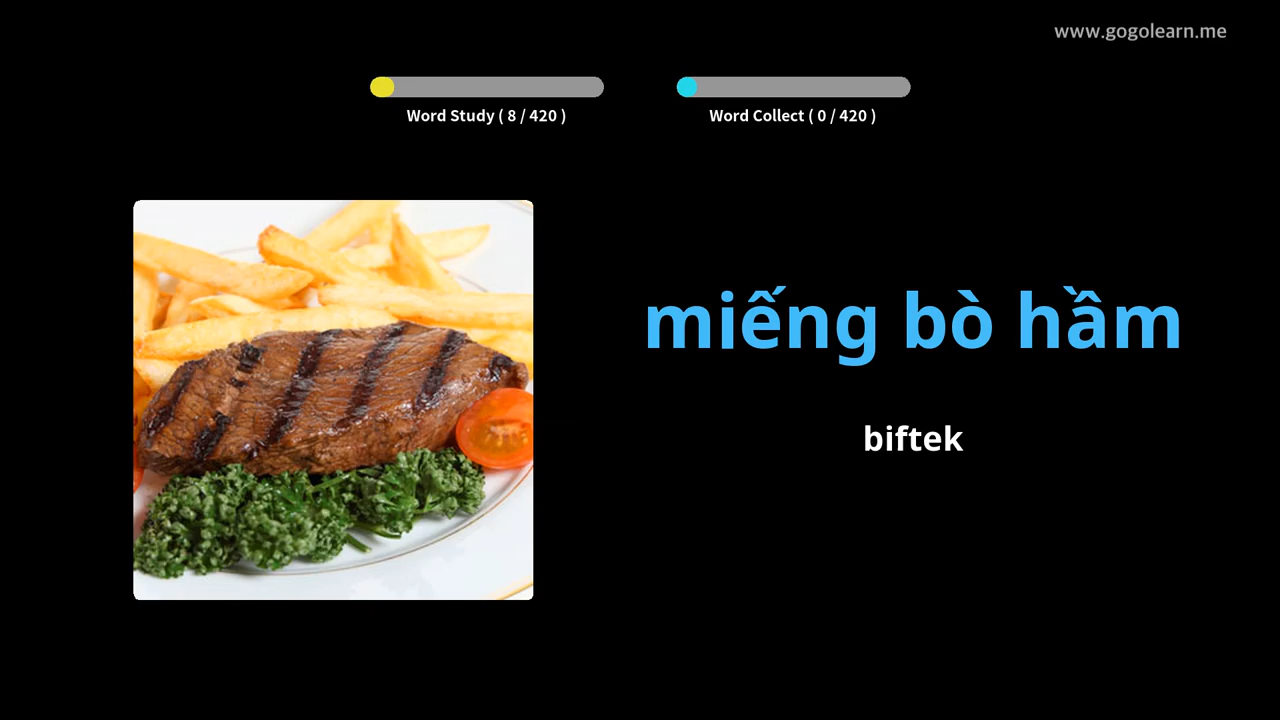 www.gogolearn.me
Word Study ( 8 / 420 )
Word Collect ( 0 / 420 )
miếng bò hầm
biftek